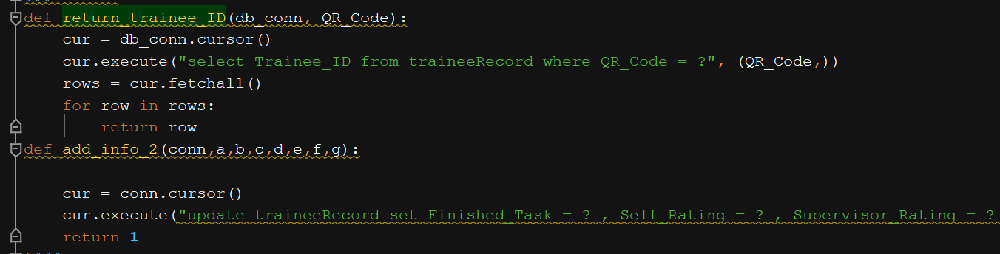 def return_trainee_ID(db_conn, QR_Code):
    cur = db_conn.cursor()
    cur.execute("select Trainee_ID from traineeRecord where QR_Code = ?", (QR_Code,))
    rows = cur.fetchall()
    for row in rows:
        return row
def add_info_2(conn,a,b,c,d,e,f,g):
    cur = conn.cursor()
    cur.execute("update traineeRecord set Finished_Task = ? , Self_Rating = ? , Supervisor_Rating = ?
    return 1